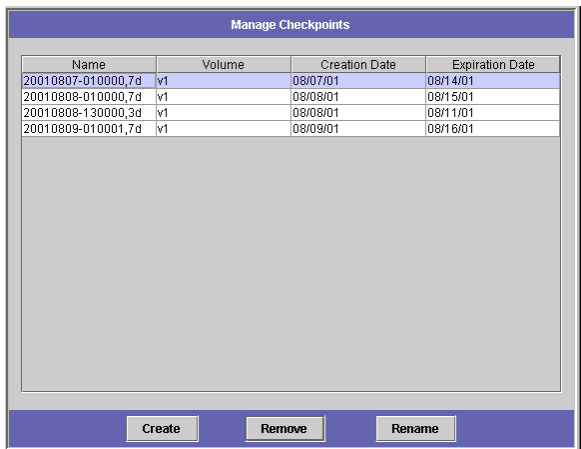 Manage Checkpoints
Name Volume Creation Date Expiration Date
20010807-010000,7d v1 08/07/01 08/14/01
20010808-010000,7d v1 08/08/01 08/15/01
20010808-130000,3d v1 08/08/01 08/11/01
20010809-010001,7d v1 08/09/01 08/16/01
Create Remove Rename